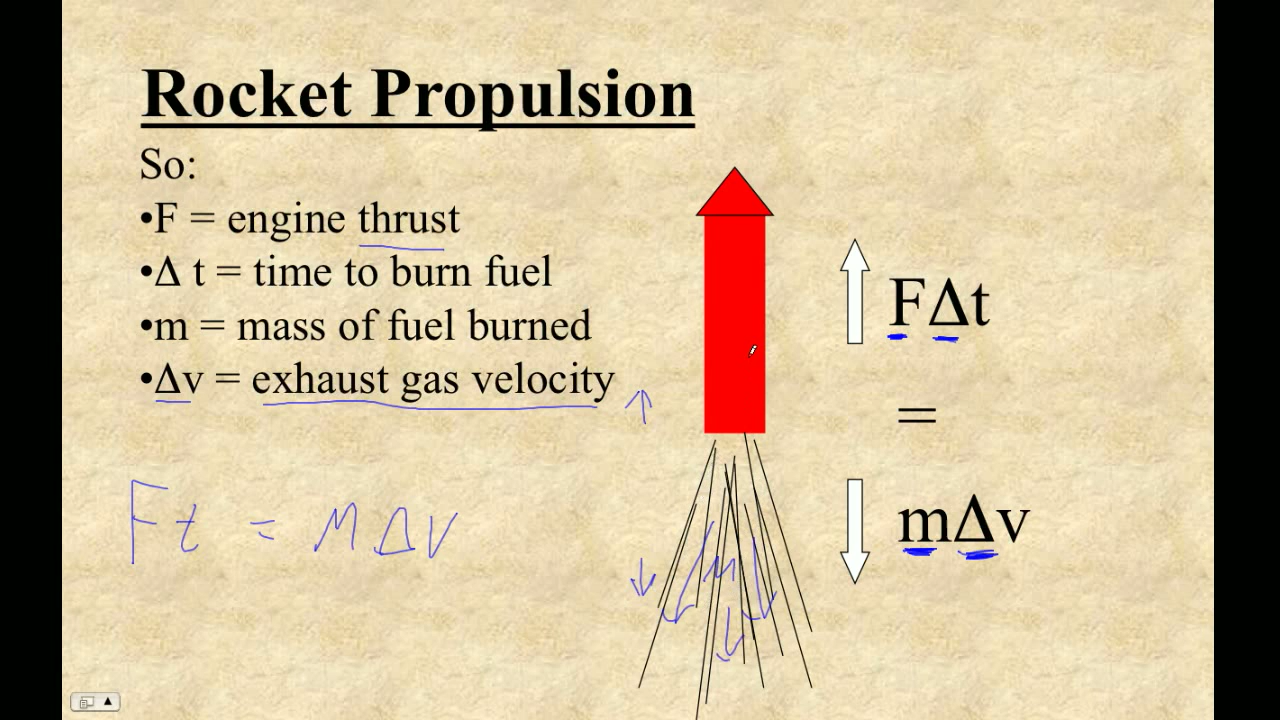 Rocket Propulsion
So:
•F = engine thrust
•Δ t = time to burn fuel
•m = mass of fuel burned
•Δv = exhaust gas velocity
FΔt
=
mΔv
Ft = mΔv
m